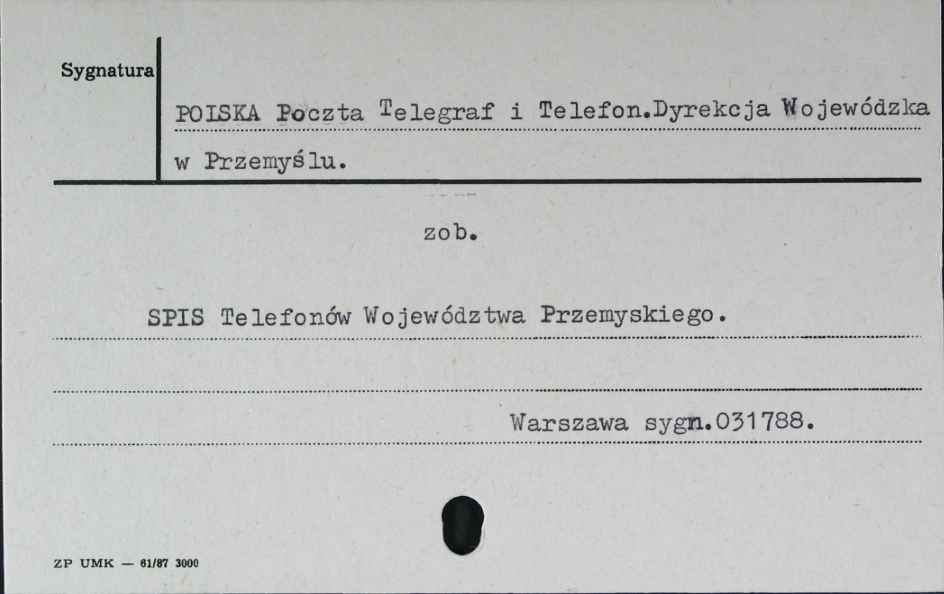 Sygnatura
POISKA Poczta Telegraf i Telefon.Dyrekcja Wojewódzka
w Przemyślu.
zob.
SPIS Telefonów Województwa Przemyskiego.
Warszawa sygn.031788.
ZP UMK — 61/87 3000